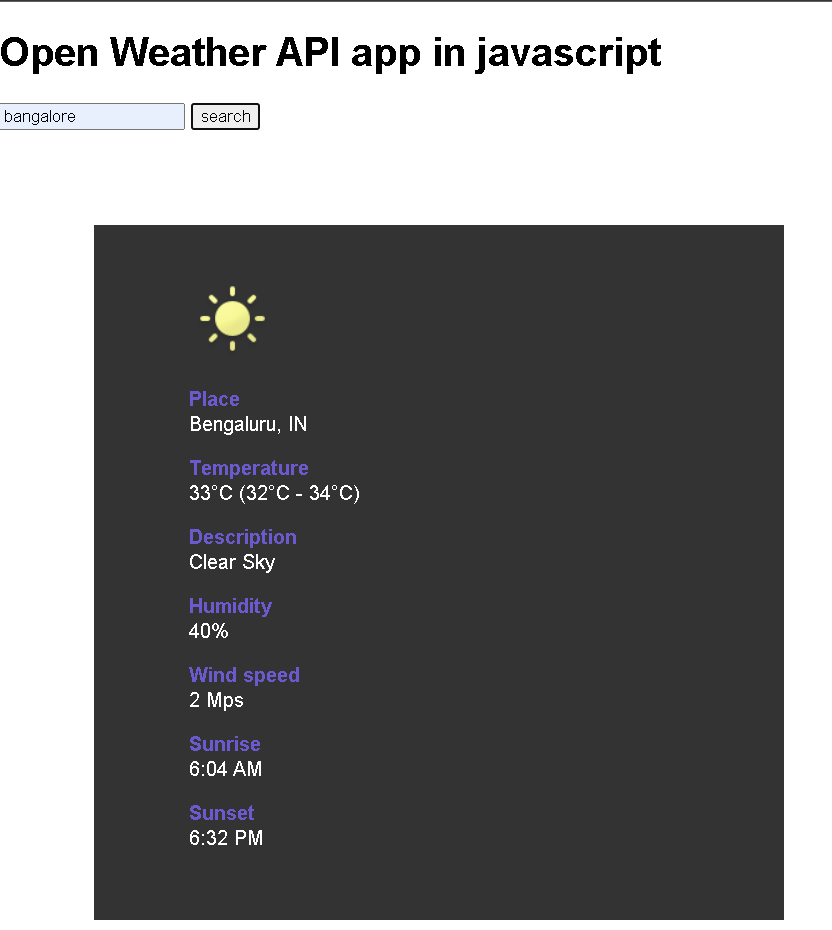 Open Weather API app in javascript
bangalore search
Place
Bengaluru, IN
Temperature
33°C (32°C - 34°C)
Description
Clear Sky
Humidity
40%
Wind speed
2 Mps
Sunrise
6:04 AM
Sunset
6:32 PM